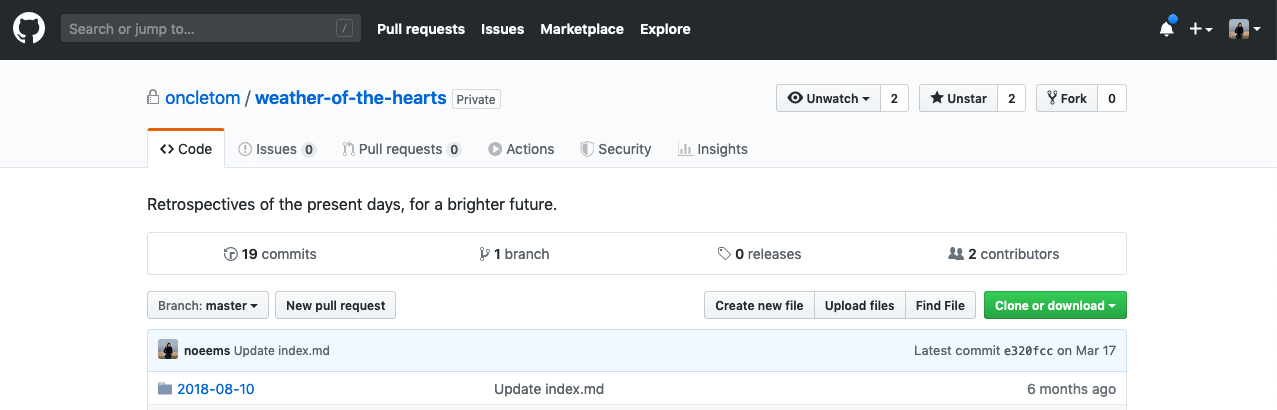 Search or jump to... / Pull requests Issues Marketplace Explore
oncletom / weather-of-the-hearts Private Unwatch 2 Unstar 2 Fork 0
Code Issues 0 Pull requests 0 Actions Security Insights
Retrospectives of the present days, for a brighter future.
19 commits 1 branch 0 releases 2 contributors
Branch: master New pull request Create new file Upload files Find File Clone or download
noeems Update index.md Latest commit e320fcc on Mar 17
2018-08-10 Update index.md 6 months ago